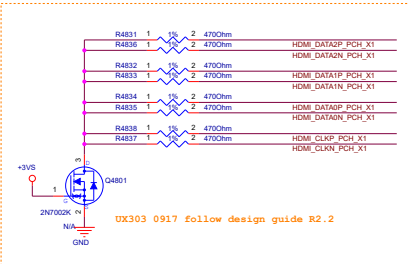 R4831 1 1% 2 470Ohm
R4836 1 1% 2 470Ohm HDMI_DATA2P_PCH_X1
HDMI_DATA2N_PCH_X1
R4832 1 1% 2 470Ohm
R4833 1 1% 2 470Ohm HDMI_DATA1P_PCH_X1
HDMI_DATA1N_PCH_X1
R4834 1 1% 2 470Ohm
R4835 1 1% 2 470Ohm HDMI_DATA0P_PCH_X1
HDMI_DATA0N_PCH_X1
R4838 1 1% 2 470Ohm
R4837 1 1% 2 470Ohm HDMI_CLKP_PCH_X1
HDMI_CLKN_PCH_X1
+3VS
3
D
1
Q4801
G
S
2N7002K
2
UX303 0917 follow design guide R2.2
N/A
GND